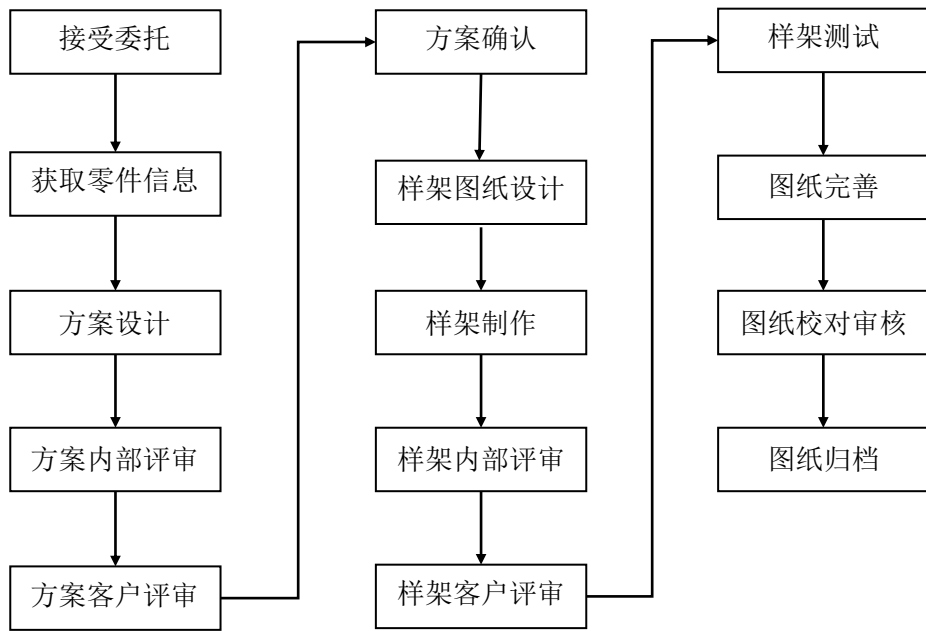 接受委托
获取零件信息
方案设计
方案内部评审
方案客户评审
方案确认
样架图纸设计
样架制作
样架内部评审
样架客户评审
样架测试
图纸完善
图纸校对审核
图纸归档